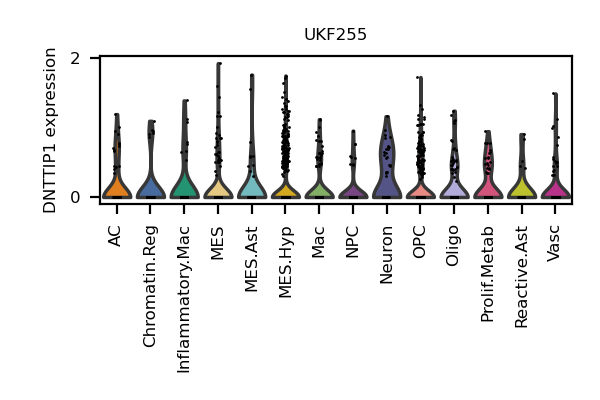 UKF255
DNTTIP1 expression
2
0
AC
Chromatin.Reg
Inflammatory.Mac
MES
MES.Ast
MES.Hyp
Mac
NPC
Neuron
OPC
Oligo
Prolif.Metab
Reactive.Ast
Vasc